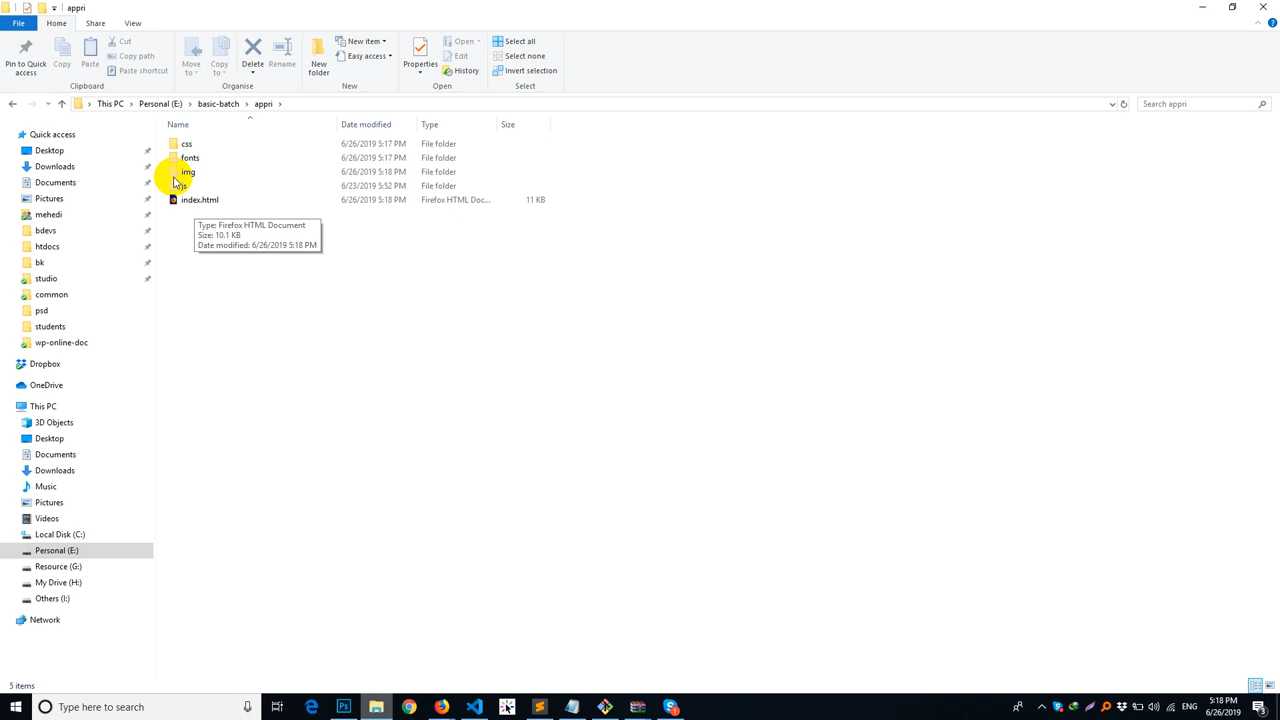 appri
File Home Share View
Pin to Quick access
Copy
Paste
Cut
Copy path
Paste shortcut
Move to
Copy to
Delete
Rename
New folder
New item
Easy access
Properties
Open
Edit
History
Select all
Select none
Invert selection
Clipboard Organise New Open Select
This PC Personal (E:) basic-batch appri Search appri
Name Date modified Type Size
css 6/26/2019 5:17 PM File folder
fonts 6/26/2019 5:17 PM File folder
img 6/26/2019 5:18 PM File folder
js 6/23/2019 5:52 PM File folder
index.html 6/26/2019 5:18 PM Firefox HTML Doc... 11 KB
Type: Firefox HTML Document
Size: 10.1 KB
Date modified: 6/26/2019 5:18 PM
Quick access
Desktop
Downloads
Documents
Pictures
mehedi
bdevs
htdocs
bk
studio
common
psd
students
wp-online-doc
Dropbox
OneDrive
This PC
3D Objects
Desktop
Documents
Downloads
Music
Pictures
Videos
Local Disk (C:)
Personal (E:)
Resource (G:)
My Drive (H:)
Others (I:)
Network
5 items
Type here to search
ENG
5:18 PM
6/26/2019